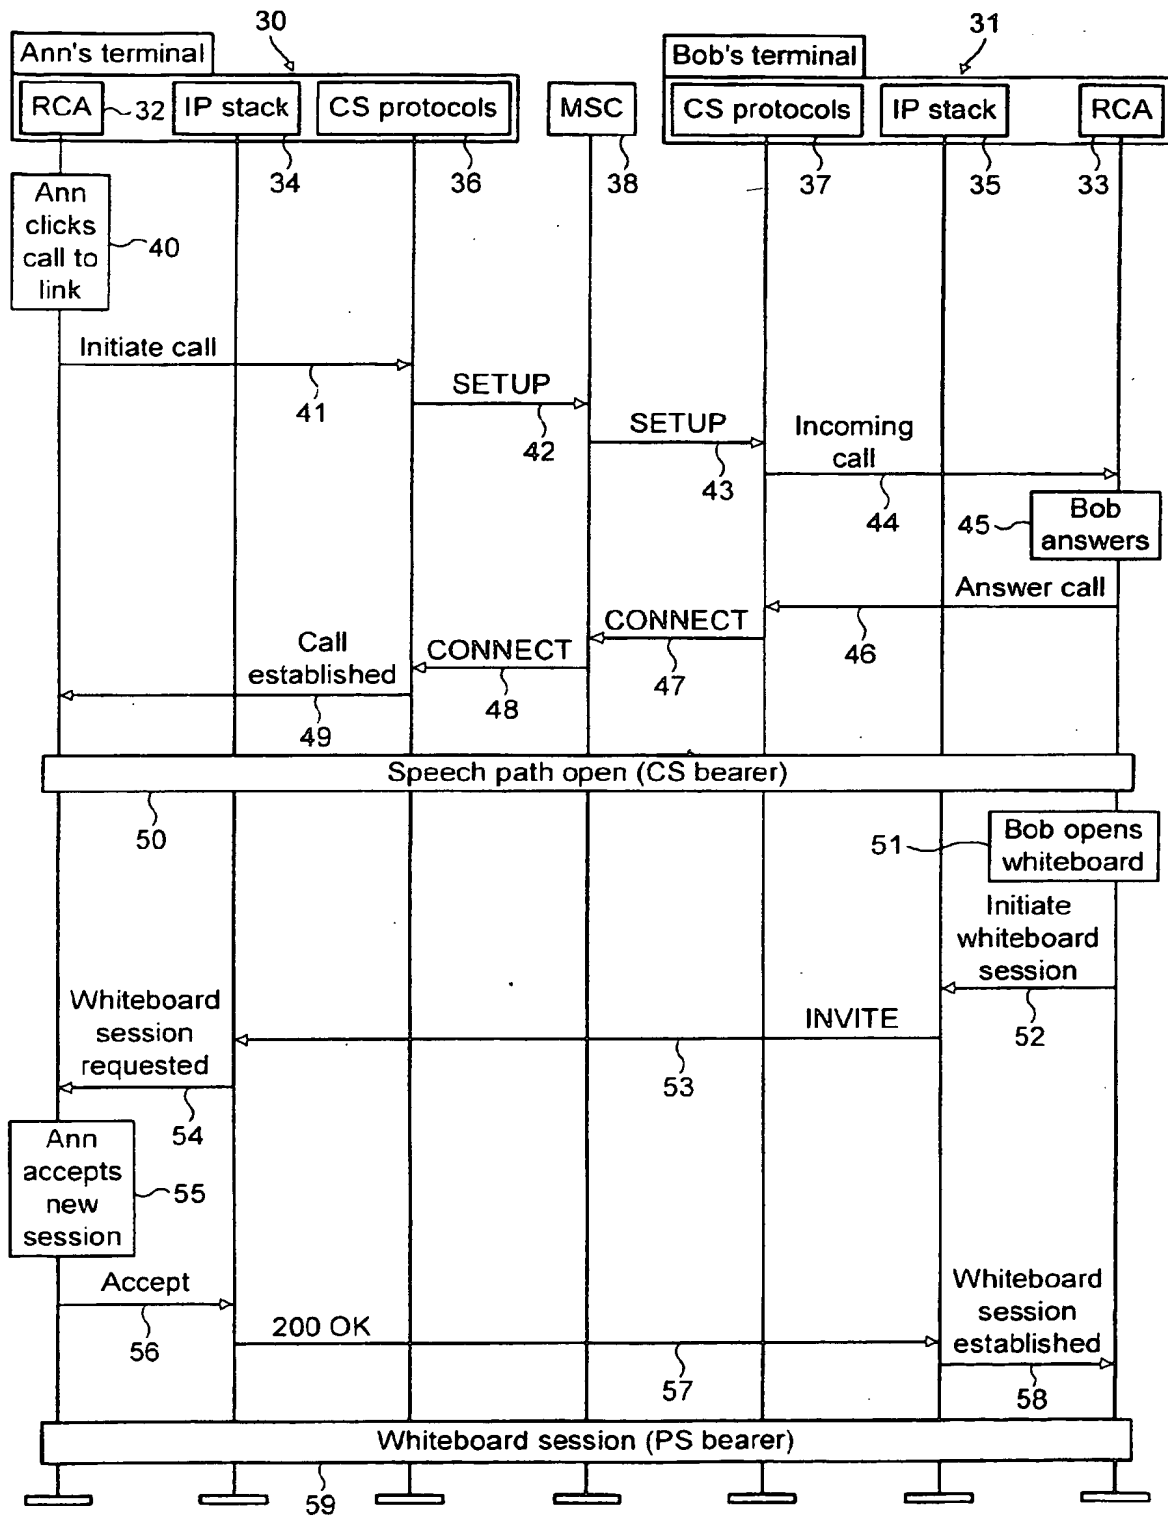 30
31
Ann's terminal
Bob's terminal
RCA
32
IP stack
CS protocols
MSC
CS protocols
IP stack
RCA
34
36
38
37
35
33
Ann
clicks
call to
link
40
Initiate call
41
SETUP
42
SETUP
43
Incoming
call
44
45
Bob
answers
Answer call
46
CONNECT
47
CONNECT
48
Call
established
49
Speech path open (CS bearer)
50
51
Bob opens
whiteboard
Initiate
whiteboard
session
52
INVITE
53
Whiteboard
session
requested
54
Ann
accepts
new
session
55
Accept
56
200 OK
57
Whiteboard
session
established
58
Whiteboard session (PS bearer)
59